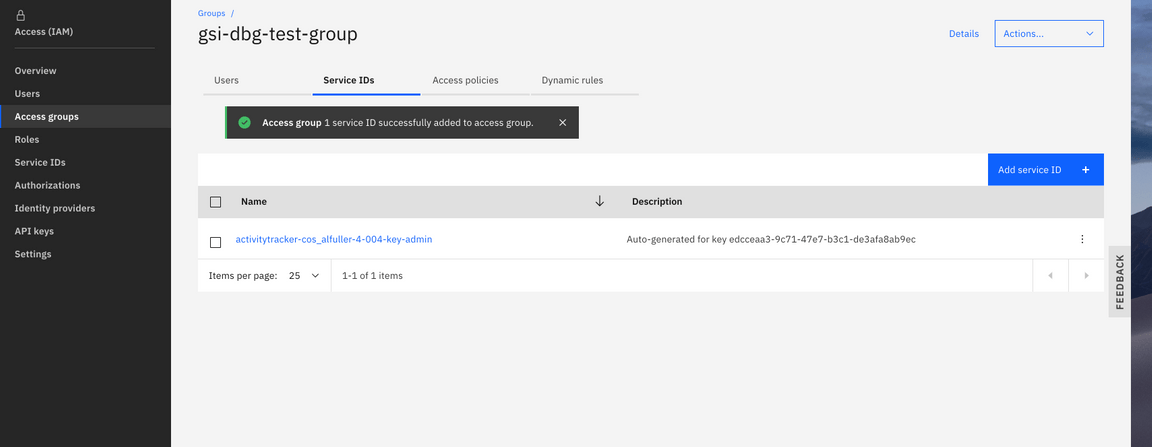 Access (IAM)
Overview
Users
Access groups
Roles
Service IDs
Authorizations
Identity providers
API keys
Settings
Groups /
gsi-dbg-test-group
Details
Actions...
Users
Service IDs
Access policies
Dynamic rules
Access group 1 service ID successfully added to access group.
Add service ID +
Name
Description
activitytracker-cos_alfuller-4-004-key-admin
Auto-generated for key edcceaa3-9c71-47e7-b3c1-de3afa8ab9ec
Items per page: 25
1-1 of 1 items
FEEDBACK